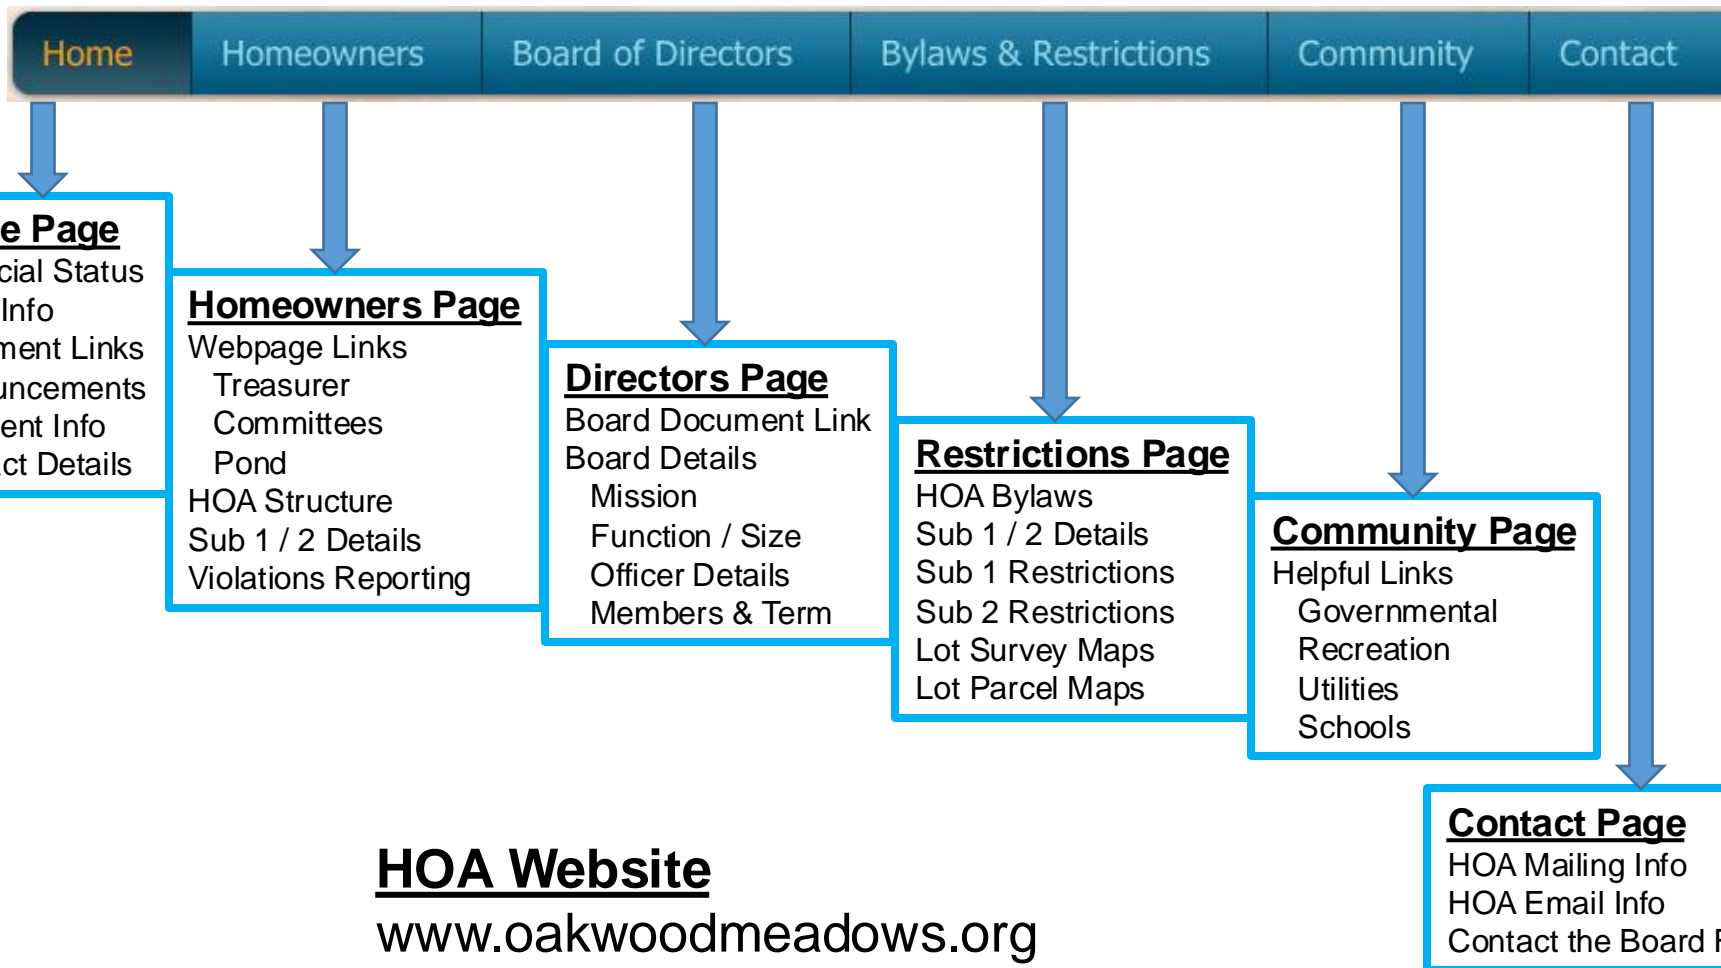 Home Homeowners Board of Directors Bylaws & Restrictions Community Contact
e Page
cial Status
Info
ment Links
uncements
ent Info
act Details
Homeowners Page
Webpage Links
Treasurer
Committees
Pond
HOA Structure
Sub 1 / 2 Details
Violations Reporting
Directors Page
Board Document Link
Board Details
Mission
Function / Size
Officer Details
Members & Term
Restrictions Page
HOA Bylaws
Sub 1 / 2 Details
Sub 1 Restrictions
Sub 2 Restrictions
Lot Survey Maps
Lot Parcel Maps
Community Page
Helpful Links
Governmental
Recreation
Utilities
Schools
Contact Page
HOA Mailing Info
HOA Email Info
Contact the Board F
HOA Website
www.oakwoodmeadows.org